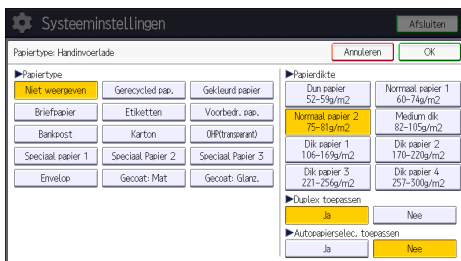 Systeeminstellingen
Afsluiten
Papiertype: Handinvoerlade
Annuleren
OK
►Papiertype
Niet weergeven
Gerecycled pap.
Gekleurd papier
Briefpapier
Etiketten
Voorbedr. pap.
Bankpost
Karton
OHP(transparant)
Speciaal papier 1
Speciaal Papier 2
Speciaal Papier 3
Envelop
Gecoat: Mat
Gecoat: Glanz.
►Papierdikte
Dun papier
52-59g/m2
Normaal papier 1
60-74g/m2
Normaal papier 2
75-81g/m2
Medium dik
82-105g/m2
Dik papier 1
106-169g/m2
Dik papier 2
170-220g/m2
Dik papier 3
221-256g/m2
Dik papier 4
257-300g/m2
►Duplex toepassen
Ja
Nee
►Autopapierselec. toepassen
Ja
Nee